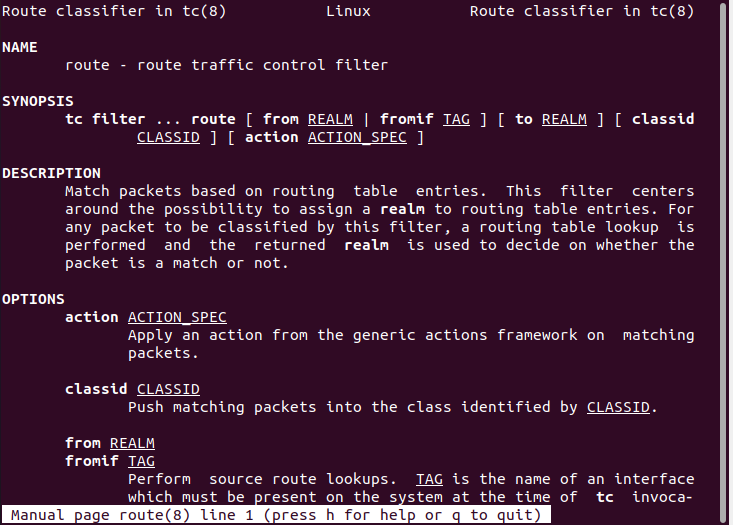 Route classifier in tc(8) Linux Route classifier in tc(8)
NAME
route - route traffic control filter
SYNOPSIS
tc filter ... route [ from REALM | fromif TAG ] [ to REALM ] [ classid
CLASSID ] [ action ACTION_SPEC ]
DESCRIPTION
Match packets based on routing table entries. This filter centers
around the possibility to assign a realm to routing table entries. For
any packet to be classified by this filter, a routing table lookup is
performed and the returned realm is used to decide on whether the
packet is a match or not.
OPTIONS
action ACTION_SPEC
Apply an action from the generic actions framework on matching
packets.
classid CLASSID
Push matching packets into the class identified by CLASSID.
from REALM
fromif TAG
Perform source route lookups. TAG is the name of an interface
which must be present on the system at the time of tc invoca-
Manual page route(8) line 1 (press h for help or q to quit)